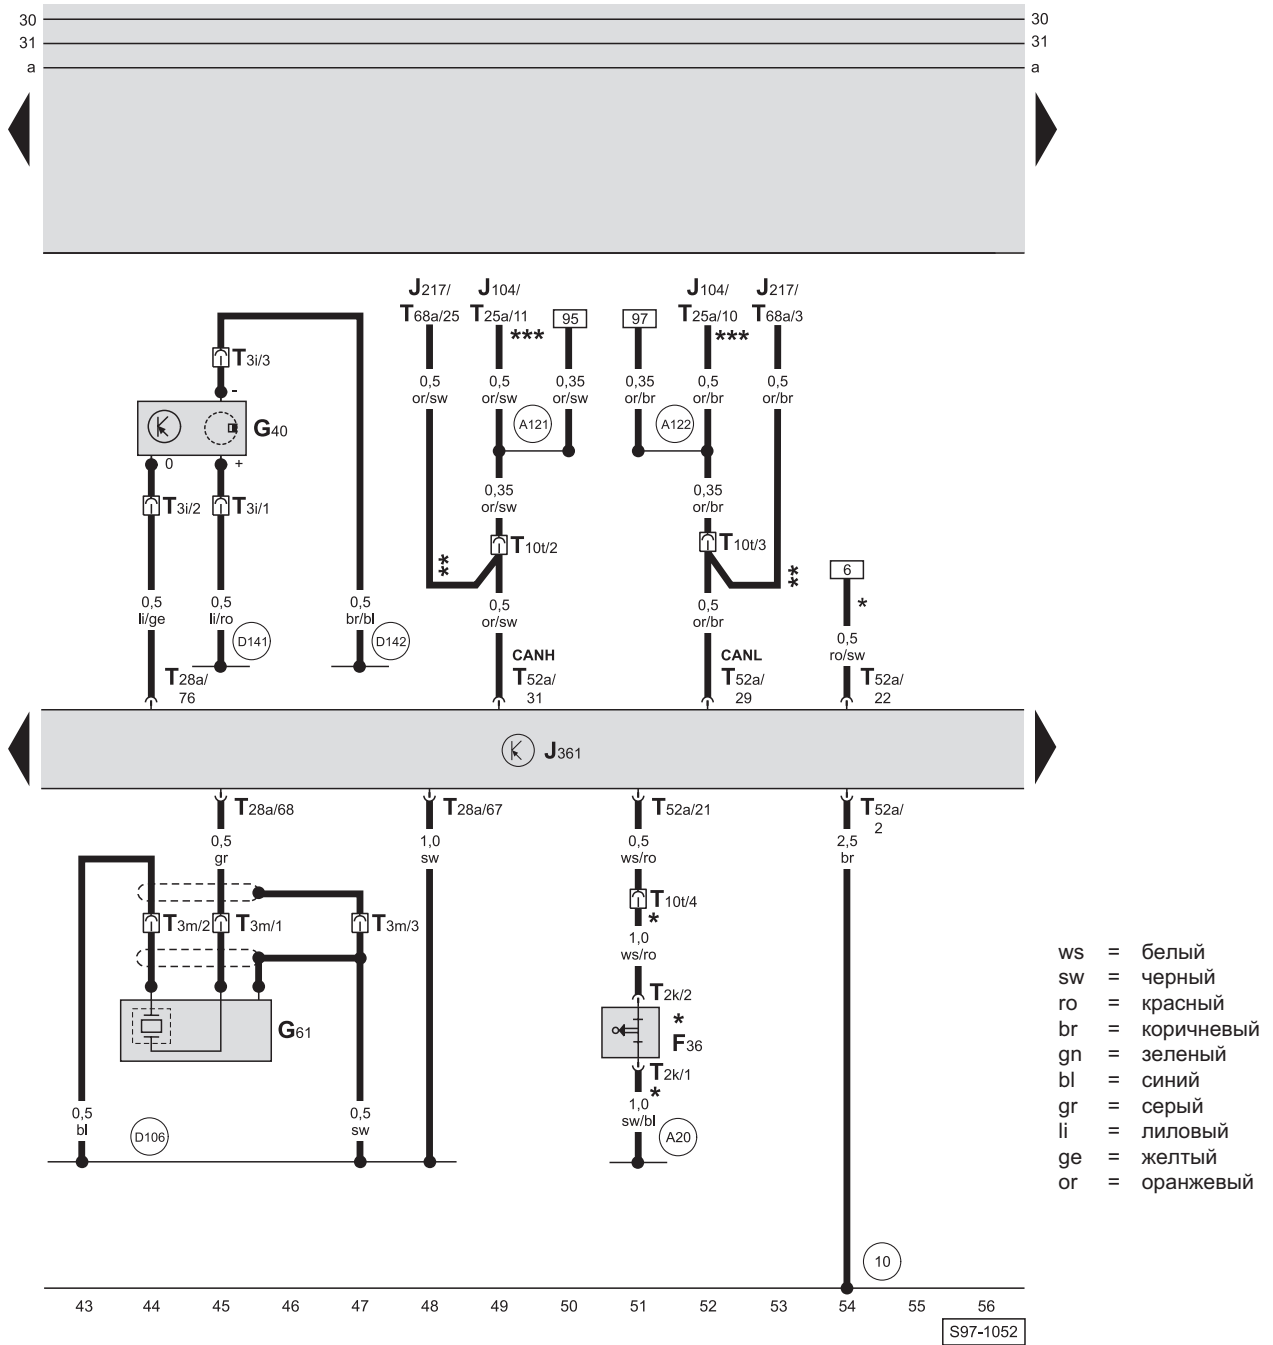 30 30
31 31
a a
J217/ J104/ J104/ J217/
T68a/25 T25a/11 95 97 T25a/10 T68a/3
*** ***
T3i/3
-
0,5 0,5 0,35 0,35 0,5 0,5
or/sw or/sw or/sw or/br or/br or/br
G40 A121 A122
0 +
T3i/2 T3i/1
0,35 0,35
or/sw or/br
T10t/2 T10t/3
** **
6
*
0,5 0,5 0,5 0,5 0,5
li/ge li/ro br/bl or/sw or/br
D141 D142
0,5
ro/sw
CANH CANL
T28a/ T52a/ T52a/ T52a/
76 31 29 22
J361
T28a/68 T28a/67 T52a/21 T52a/
2
0,5 1,0 0,5 2,5
gr sw ws/ro br
T10t/4
*
T3m/2 T3m/1 T3m/3
1,0
ws/ro
T2k/2
*
G61 F36
T2k/1
*
0,5 0,5 1,0
bl sw sw/bl
D106 A20
10
43 44 45 46 47 48 49 50 51 52 53 54 55 56
S97-1052
ws = белый
sw = черный
ro = красный
br = коричневый
gn = зеленый
bl = синий
gr = серый
li = лиловый
ge = желтый
or = оранжевый